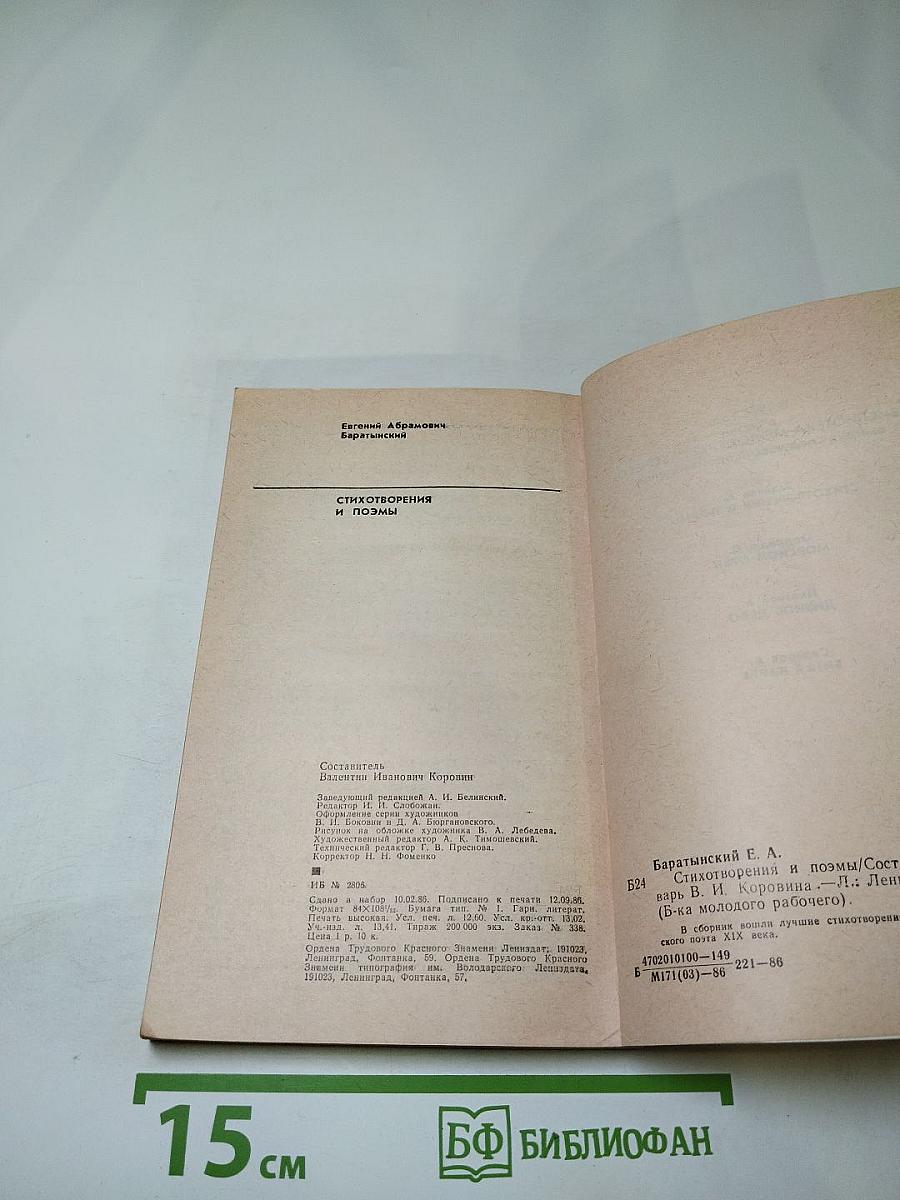 Евгений Абрамович
Баратынский
СТИХОТВОРЕНИЯ
И ПОЭМЫ
Составитель
Валентин Иванович Коровин
Заведующий редакцией А. И. Белинский.
Редактор И. И. Слобожан.
Оформление серии художников
В. И. Боковни и Д. А. Бюргановского.
Рисунок на обложке художника В. А. Лебедева.
Художественный редактор А. К. Тимошевский.
Технический редактор Г. В. Преснова.
Корректор Н. Н. Фоменко
ИБ № 2806
Сдано в набор 10.02.86. Подписано к печати 12.09.86.
Формат 84×108¹/₃₂. Бумага тип. № 1. Гарн. литерат.
Печать высокая. Усл. печ. л. 12,60. Усл. кр.-отт. 13,02.
Уч.-изд. л. 13,41. Тираж 200 000 экз. Заказ № 338.
Цена 1 р. 10 к.
Ордена Трудового Красного Знамени Лениздат, 191023,
Ленинград, Фонтанка, 59. Ордена Трудового Красного
Знамени типография им. Володарского Лениздата,
191023, Ленинград, Фонтанка, 57.
Баратынский Е. А.
Б24 Стихотворения и поэмы/Сост
варь В. И. Коровина.—Л.: Лени
(Б-ка молодого рабочего).
В сборник вошли лучшие стихотворени
ского поэта XIX века.
Б 4702010100—149 221—86
М171(03)—86
15 см
БФ БИБЛИОФАН